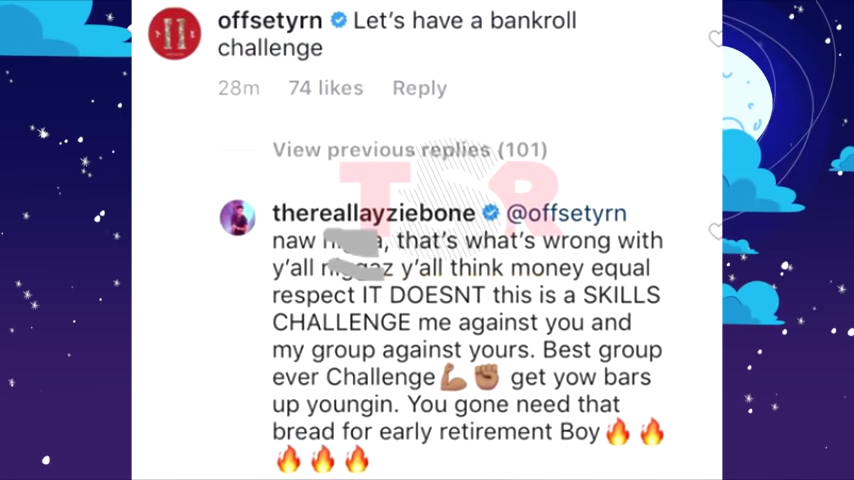 offsetyrn Let's have a bankroll
challenge
28m 74 likes Reply
View previous replies (101)
TSR
thereallayziebone @offsetyrn
naw, that's what's wrong with
y'all y'all think money equal
respect IT DOESNT this is a SKILLS
CHALLENGE me against you and
my group against yours. Best group
ever Challenge💪🏽✊🏽 get yow bars
up youngin. You gone need that
bread for early retirement Boy🔥🔥
🔥🔥🔥